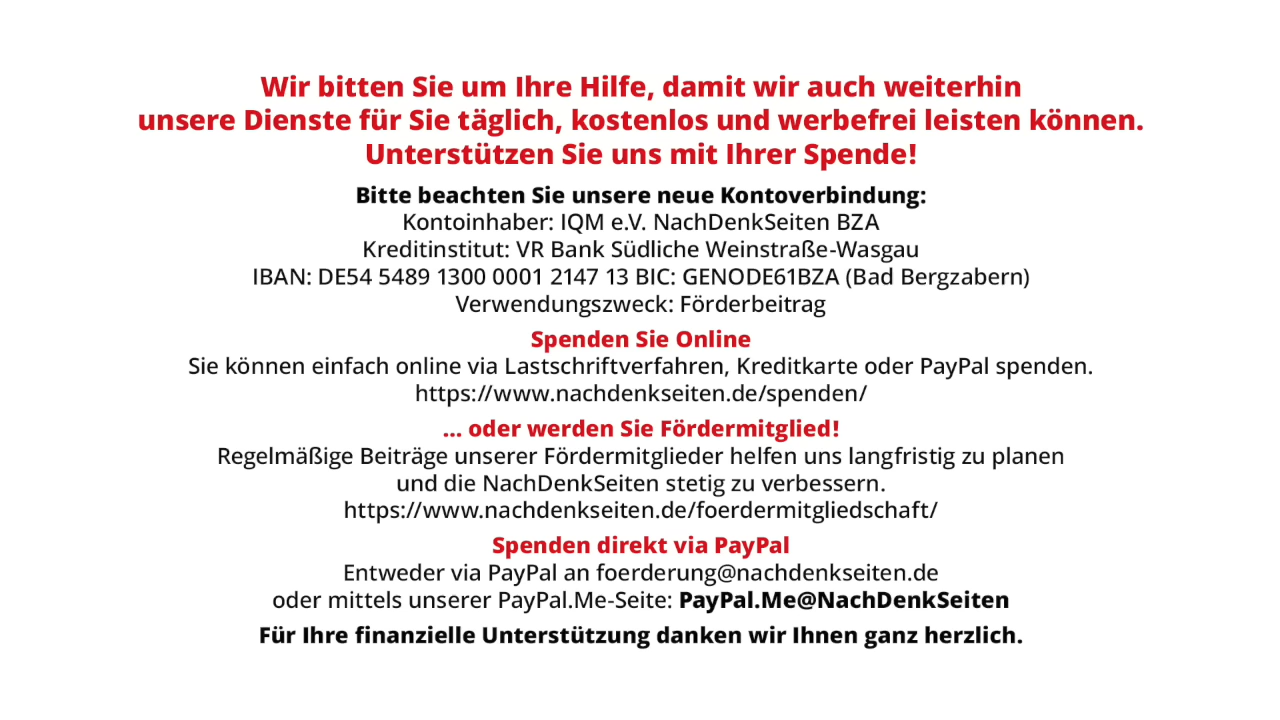 Wir bitten Sie um Ihre Hilfe, damit wir auch weiterhin
unsere Dienste für Sie täglich, kostenlos und werbefrei leisten können.
Unterstützen Sie uns mit Ihrer Spende!
Bitte beachten Sie unsere neue Kontoverbindung:
Kontoinhaber: IQM e.V. NachDenkSeiten BZA
Kreditinstitut: VR Bank Südliche Weinstraße-Wasgau
IBAN: DE54 5489 1300 0001 2147 13 BIC: GENODE61BZA (Bad Bergzabern)
Verwendungszweck: Förderbeitrag
Spenden Sie Online
Sie können einfach online via Lastschriftverfahren, Kreditkarte oder PayPal spenden.
https://www.nachdenkseiten.de/spenden/
... oder werden Sie Fördermitglied!
Regelmäßige Beiträge unserer Fördermitglieder helfen uns langfristig zu planen
und die NachDenkSeiten stetig zu verbessern.
https://www.nachdenkseiten.de/foerdermitgliedschaft/
Spenden direkt via PayPal
Entweder via PayPal an foerderung@nachdenkseiten.de
oder mittels unserer PayPal.Me-Seite: PayPal.Me@NachDenkSeiten
Für Ihre finanzielle Unterstützung danken wir Ihnen ganz herzlich.